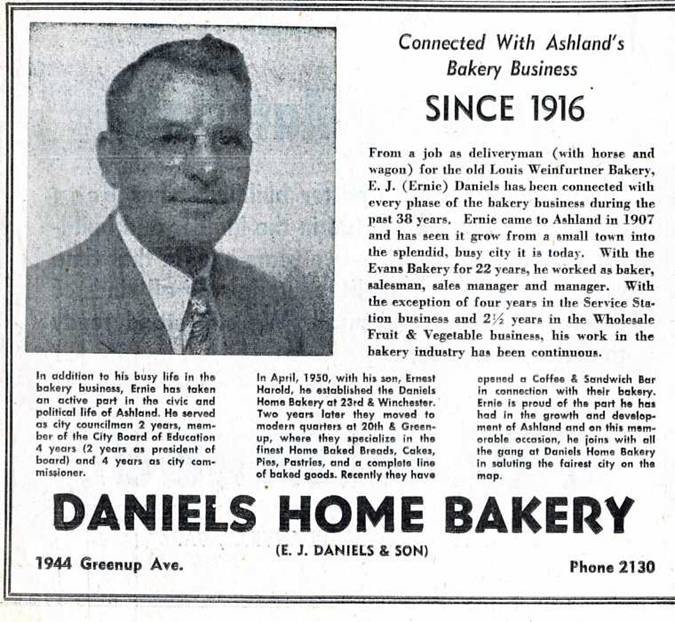 Connected With Ashland's
Bakery Business
SINCE 1916
From a job as deliveryman (with horse and
wagon) for the old Louis Weinfurtner Bakery,
E. J. (Ernie) Daniels has been connected with
every phase of the bakery business during the
past 38 years. Ernie came to Ashland in 1907
and has seen it grow from a small town into
the splendid, busy city it is today. With the
Evans Bakery for 22 years, he worked as baker,
salesman, sales manager and manager. With
the exception of four years in the Service Sta-
tion business and 2½ years in the Wholesale
Fruit & Vegetable business, his work in the
bakery industry has been continuous.
In addition to his busy life in the
bakery business, Ernie has taken
an active part in the civic and
political life of Ashland. He served
as city councilman 2 years, mem-
ber of the City Board of Education
4 years (2 years as president of
board) and 4 years as city com-
missioner.
In April, 1950, with his son, Ernest
Harold, he established the Daniels
Home Bakery at 23rd & Winchester.
Two years later they moved to
modern quarters at 20th & Green-
up, where they specialize in the
finest Home Baked Breads, Cakes,
Pies, Pastries, and a complete line
of baked goods. Recently they have
opened a Coffee & Sandwich Bar
in connection with their bakery.
Ernie is proud of the part he has
had in the growth and develop-
ment of Ashland and on this mem-
orable occasion, he joins with all
the gang at Daniels Home Bakery
in saluting the fairest city on the
map.
DANIELS HOME BAKERY
(E. J. DANIELS & SON)
1944 Greenup Ave.
Phone 2130